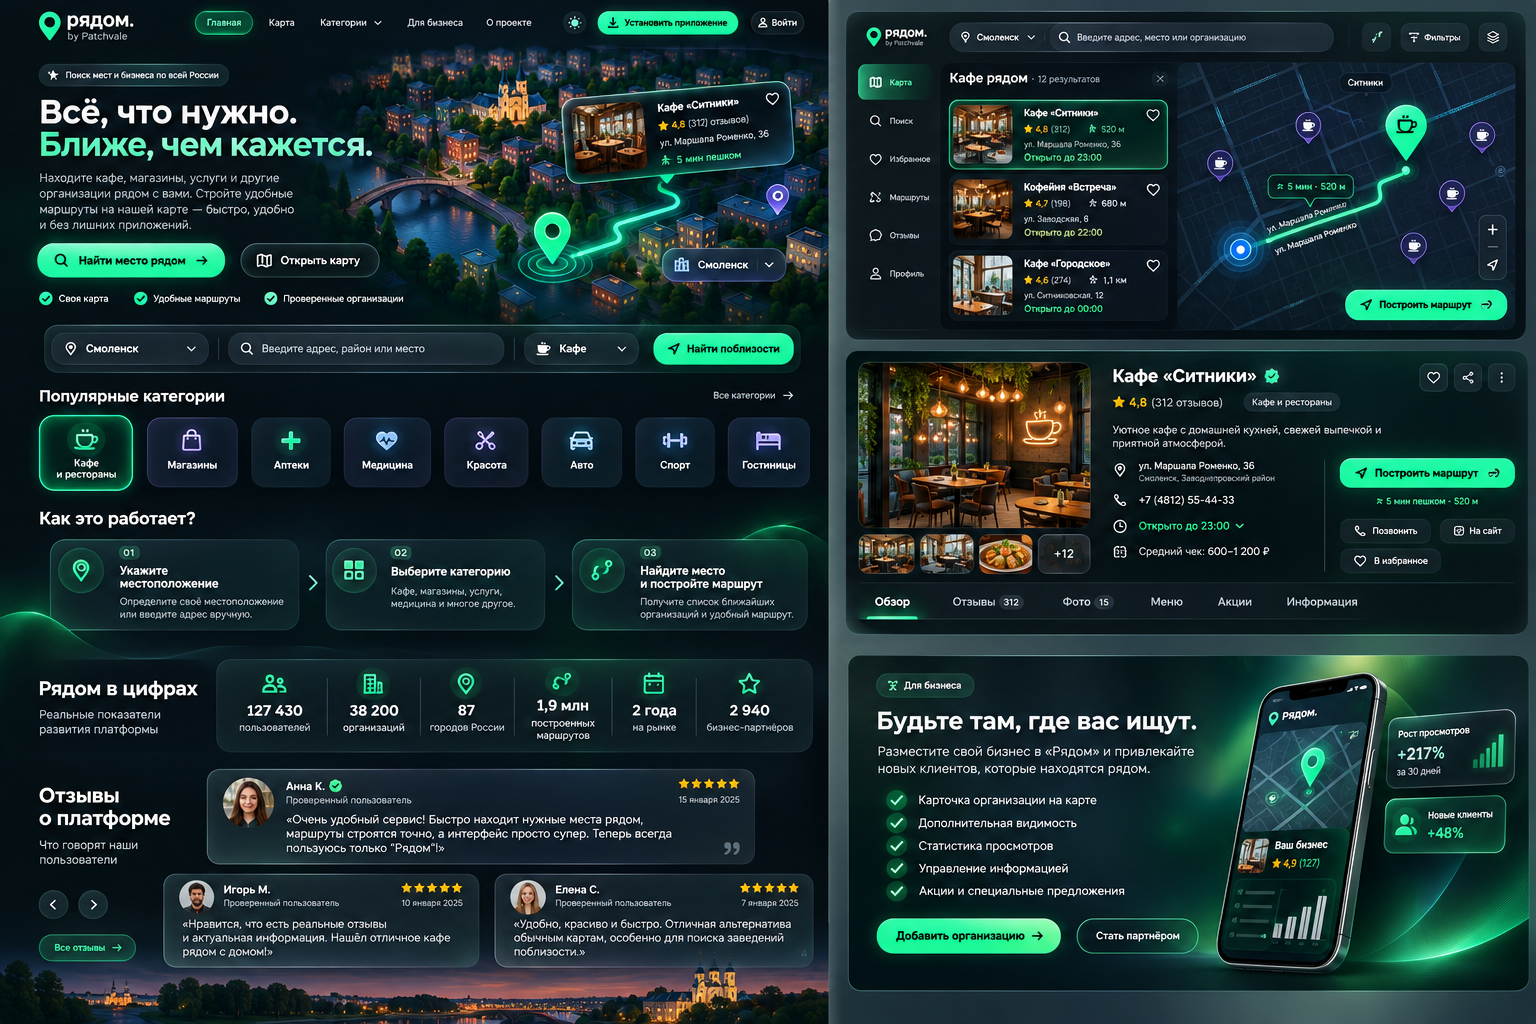 рядом.
by Patchvale
Главная
Карта
Категории
Для бизнеса
О проекте
Установить приложение
Войти
Поиск мест и бизнеса по всей России
Всё, что нужно.
Ближе, чем кажется.
Находите кафе, магазины, услуги и другие
организации рядом с вами. Стройте удобные
маршруты на нашей карте — быстро, удобно
и без лишних приложений.
Найти место рядом
Открыть карту
Своя карта
Удобные маршруты
Проверенные организации
Кафе «Ситники»
4,8 (312 отзывов)
ул. Маршала Роменко, 36
5 мин пешком
Смоленск
Смоленск
Введите адрес, район или место
Кафе
Найти поблизости
Популярные категории
Все категории
Кафе
и рестораны
Магазины
Аптеки
Медицина
Красота
Авто
Спорт
Гостиницы
Как это работает?
01
Укажите
местоположение
Определите своё местоположение
или введите адрес вручную.
02
Выберите категорию
Кафе, магазины, услуги,
медицина и многое другое.
03
Найдите место
и постройте маршрут
Получите список ближайших
организаций и удобный маршрут.
Рядом в цифрах
Реальные показатели
развития платформы
127 430
пользователей
38 200
организаций
87
городов России
1,9 млн
построенных
маршрутов
2 года
на рынке
2 940
бизнес-партнёров
Отзывы
о платформе
Что говорят наши
пользователи
Все отзывы
Анна К.
Проверенный пользователь
15 января 2025
«Очень удобный сервис! Быстро находит нужные места рядом,
маршруты строятся точно, а интерфейс просто супер. Теперь всегда
пользуюсь только "Рядом"!»
Игорь М.
Проверенный пользователь
10 января 2025
«Нравится, что есть реальные отзывы
и актуальная информация. Нашёл отличное кафе
рядом с домом!»
Елена С.
Проверенный пользователь
7 января 2025
«Удобно, красиво и быстро. Отличная альтернатива
обычным картам, особенно для поиска заведений
поблизости.»
рядом.
by Patchvale
Смоленск
Введите адрес, место или организацию
Фильтры
Карта
Поиск
Избранное
Маршруты
Отзывы
Профиль
Кафе рядом · 12 результатов
Кафе «Ситники»
4,8 (312) 520 м
ул. Маршала Роменко, 36
Открыто до 23:00
Кофейня «Встреча»
4,7 (198) 680 м
ул. Заводская, 8
Открыто до 22:00
Кафе «Городское»
4,6 (274) 1,1 км
ул. Ситниковская, 12
Открыто до 00:00
Ситники
5 мин · 520 м
ул. Маршала Роменко
ул. Маршала Роменко
Построить маршрут
Кафе «Ситники»
4,8 (312 отзывов)
Кафе и рестораны
Уютное кафе с домашней кухней, свежей выпечкой и
приятной атмосферой.
ул. Маршала Роменко, 36
Смоленск, Заднепровский район
+7 (4812) 55-44-33
Открыто до 23:00
Средний чек: 600–1 200 ₽
Построить маршрут
5 мин пешком - 520 м
Позвонить
На сайт
В избранное
+12
Обзор
Отзывы 312
Фото 15
Меню
Акции
Информация
Для бизнеса
Будьте там, где вас ищут.
Разместите свой бизнес в «Рядом» и привлекайте
новых клиентов, которые находятся рядом.
Карточка организации на карте
Дополнительная видимость
Статистика просмотров
Управление информацией
Акции и специальные предложения
Добавить организацию
Стать партнёром
Рядом.
Ваш бизнес
4,9 (127)
Рост просмотров
+217%
за 30 дней
Новые клиенты
+48%